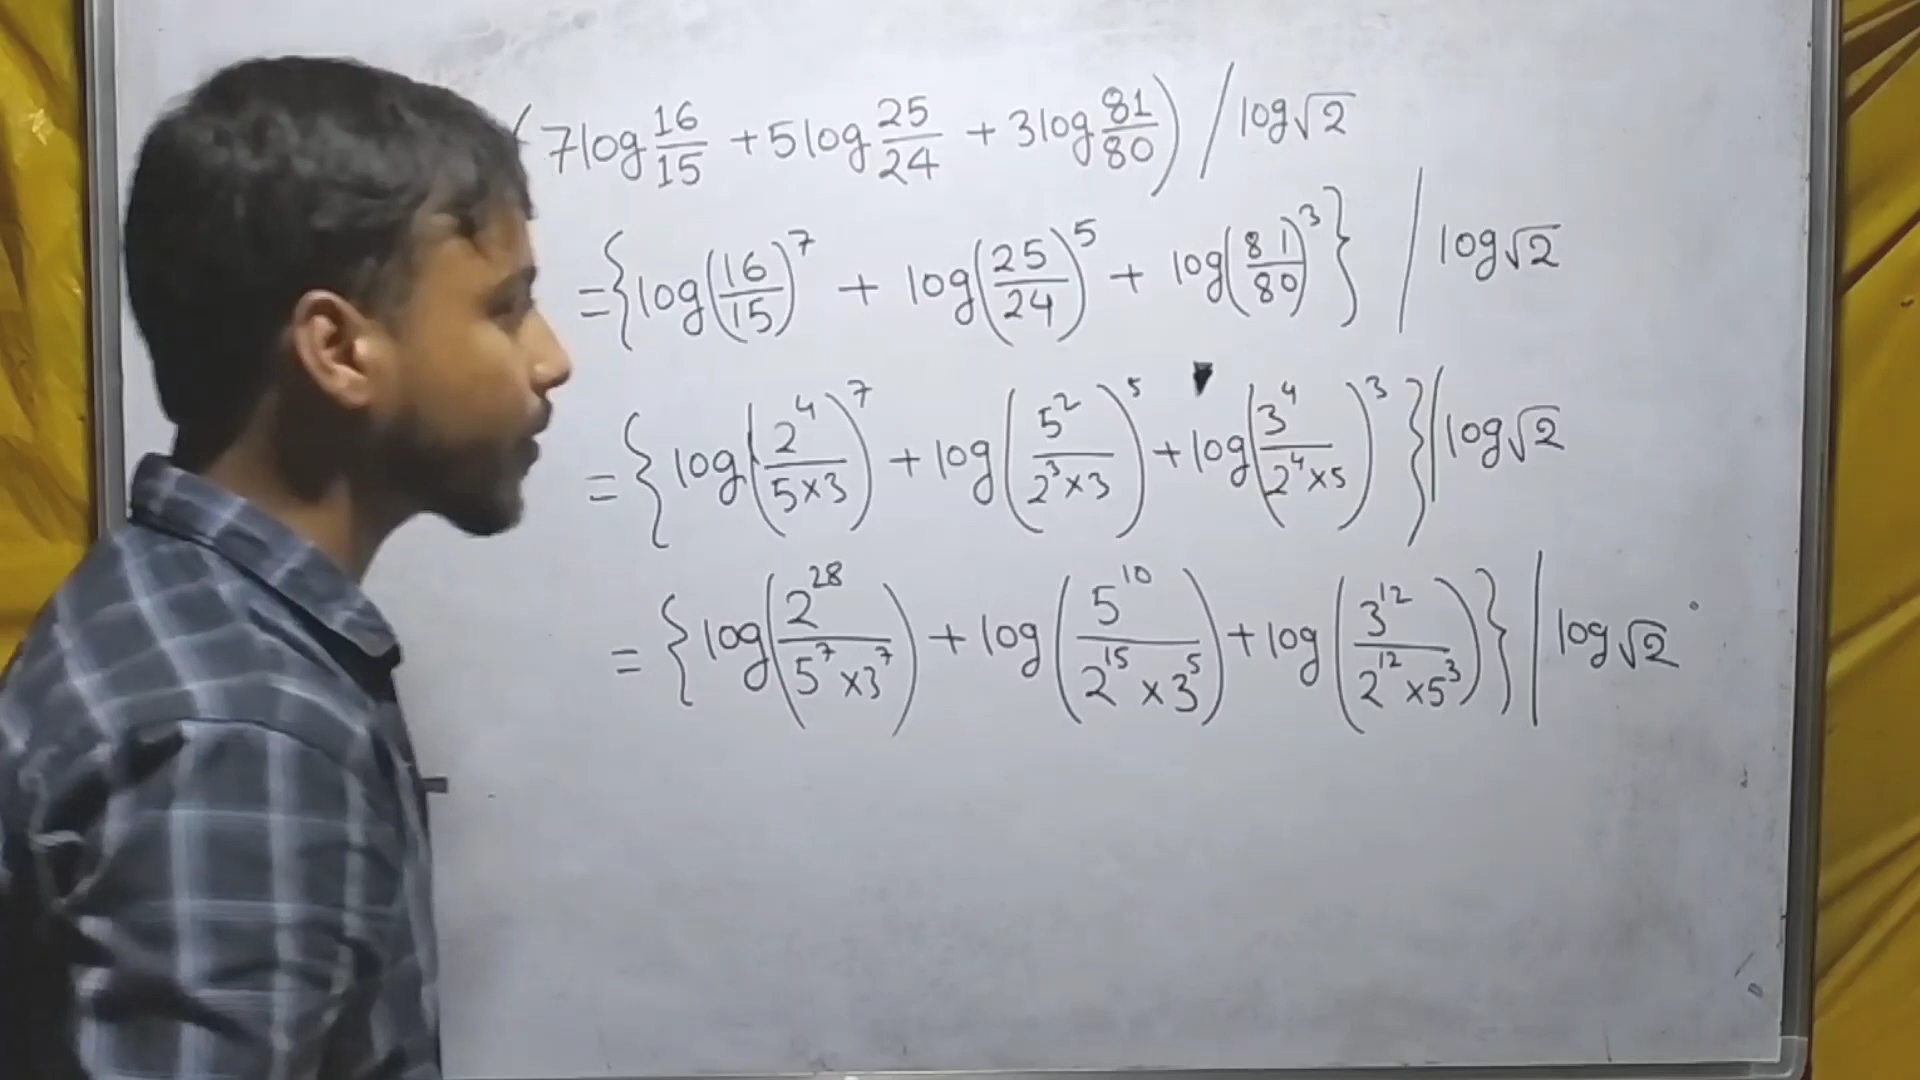 (7log 16/15 + 5log 25/24 + 3log 81/80) / log√2
= {log(16/15)^7 + log(25/24)^5 + log(81/80)^3} / log√2
= {log(2^4/5×3)^7 + log(5^2/2^3×3)^5 + log(3^4/2^4×5)^3} / log√2
= {log(2^28/5^7×3^7) + log(5^10/2^15×3^5) + log(3^12/2^12×5^3)} / log√2